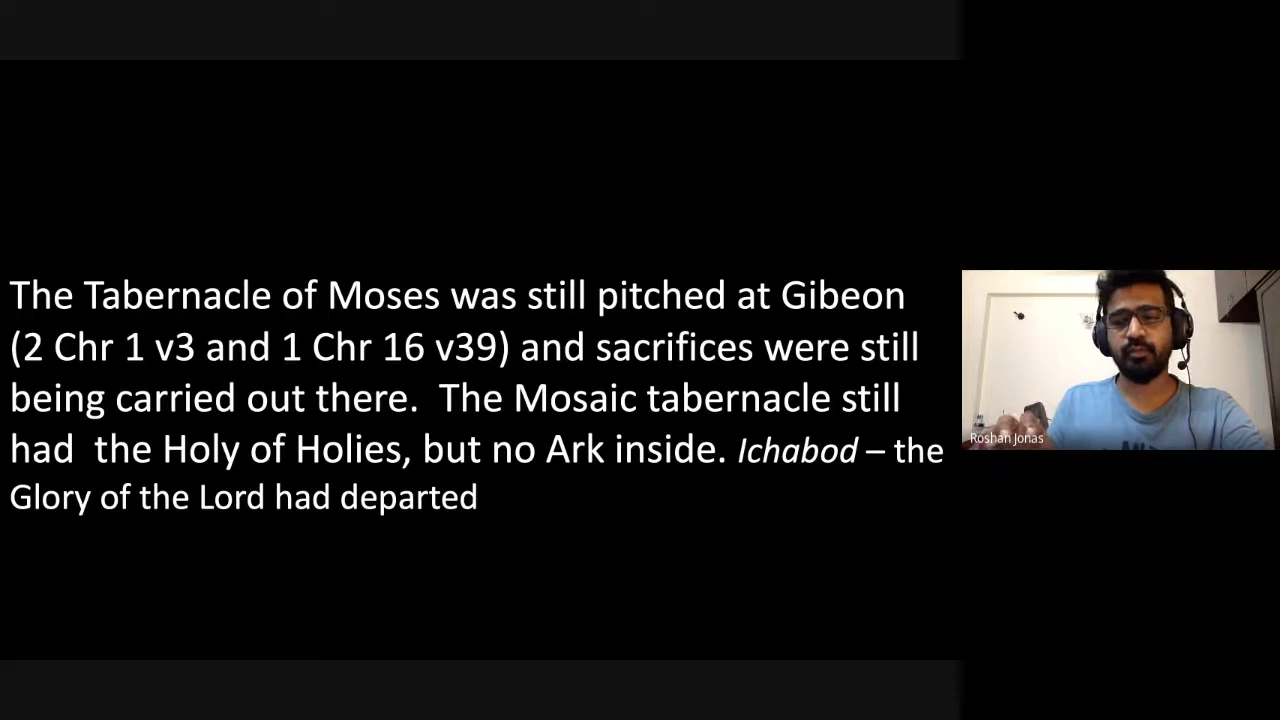 The Tabernacle of Moses was still pitched at Gibeon
(2 Chr 1 v3 and 1 Chr 16 v39) and sacrifices were still
being carried out there.  The Mosaic tabernacle still
had  the Holy of Holies, but no Ark inside. Ichabod – the
Glory of the Lord had departed
Roshan Jonas